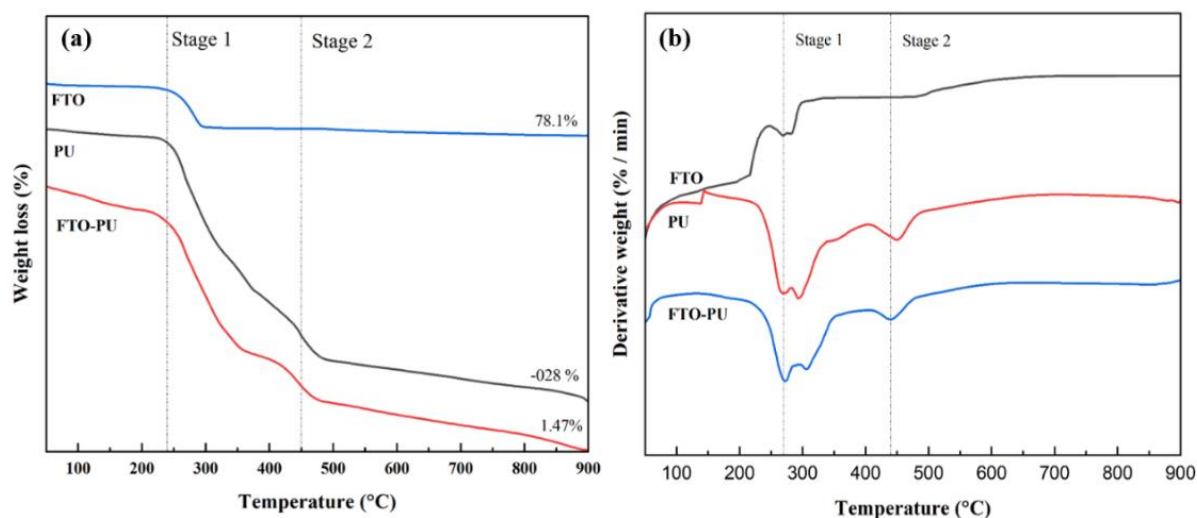 (a)
Stage 1
Stage 2
FTO
78.1%
PU
FTO-PU
-028 %
1.47%
Weight loss (%)
100 200 300 400 500 600 700 800 900
Temperature (°C)
(b)
Stage 1
Stage 2
FTO
PU
FTO-PU
Derivative weight (% / min)
100 200 300 400 500 600 700 800 900
Temperature (°C)